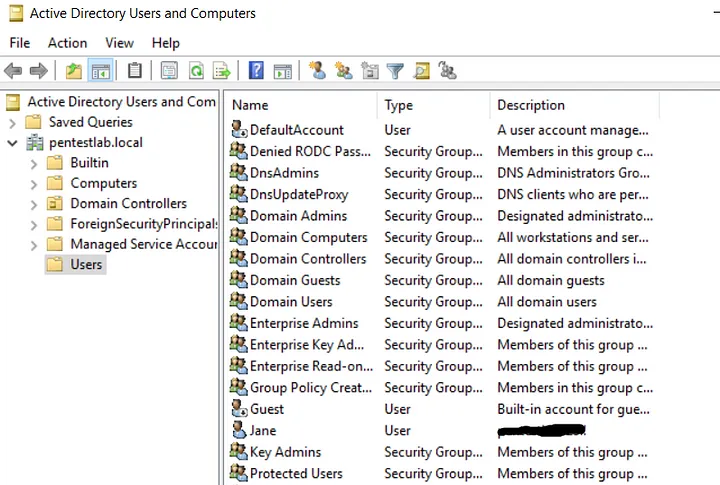 Active Directory Users and Computers
File Action View Help
Active Directory Users and Com
Saved Queries
pentestlab.local
Builtin
Computers
Domain Controllers
ForeignSecurityPrincipals
Managed Service Accour
Users
Name Type Description
DefaultAccount User A user account manage...
Denied RODC Pass... Security Group... Members in this group c...
DnsAdmins Security Group... DNS Administrators Gro...
DnsUpdateProxy Security Group... DNS clients who are per...
Domain Admins Security Group... Designated administrato...
Domain Computers Security Group... All workstations and ser...
Domain Controllers Security Group... All domain controllers i...
Domain Guests Security Group... All domain guests
Domain Users Security Group... All domain users
Enterprise Admins Security Group... Designated administrato...
Enterprise Key Ad... Security Group... Members of this group ...
Enterprise Read-on... Security Group... Members of this group ...
Group Policy Creat... Security Group... Members in this group c...
Guest User Built-in account for gue...
Jane User
Key Admins Security Group... Members of this group ...
Protected Users Security Group... Members of this group ...